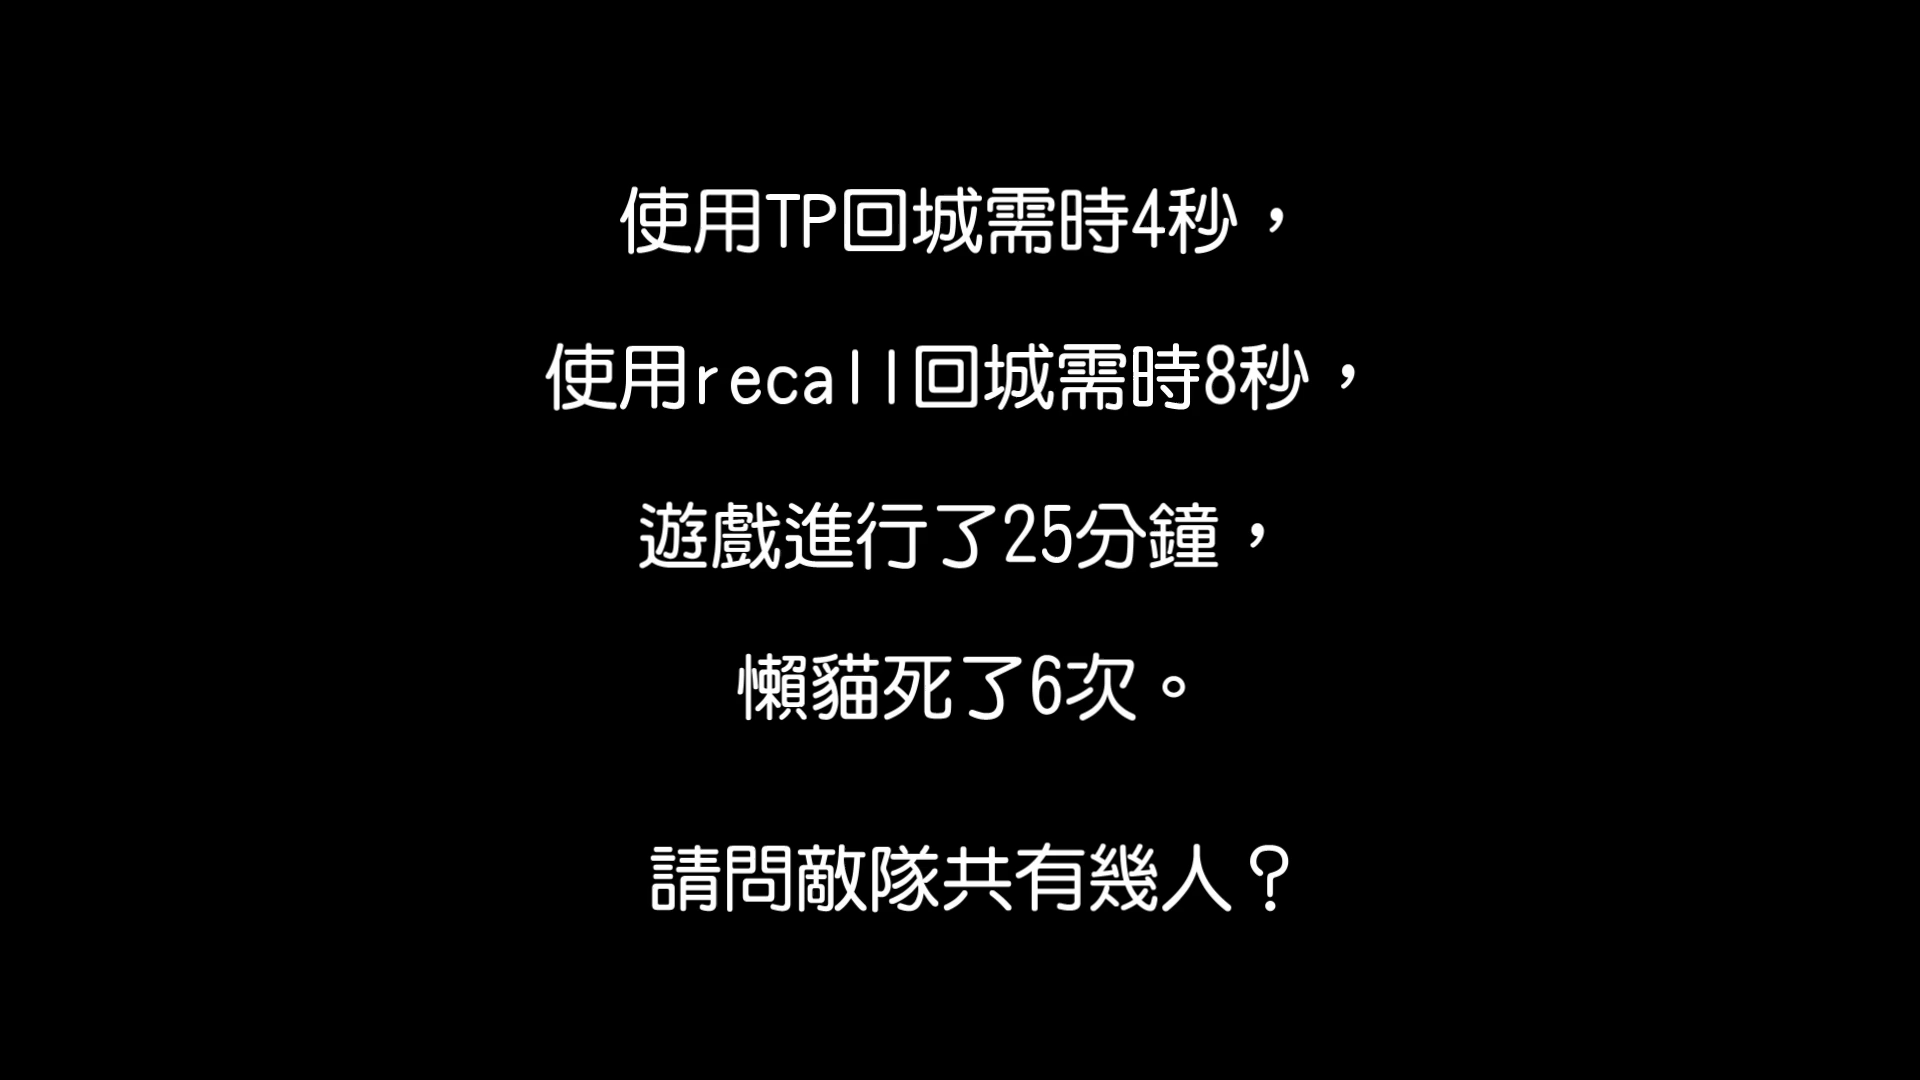 使用TP回城需時4秒，
使用recall回城需時8秒，
遊戲進行了25分鐘，
懶貓死了6次。
請問敵隊共有幾人？